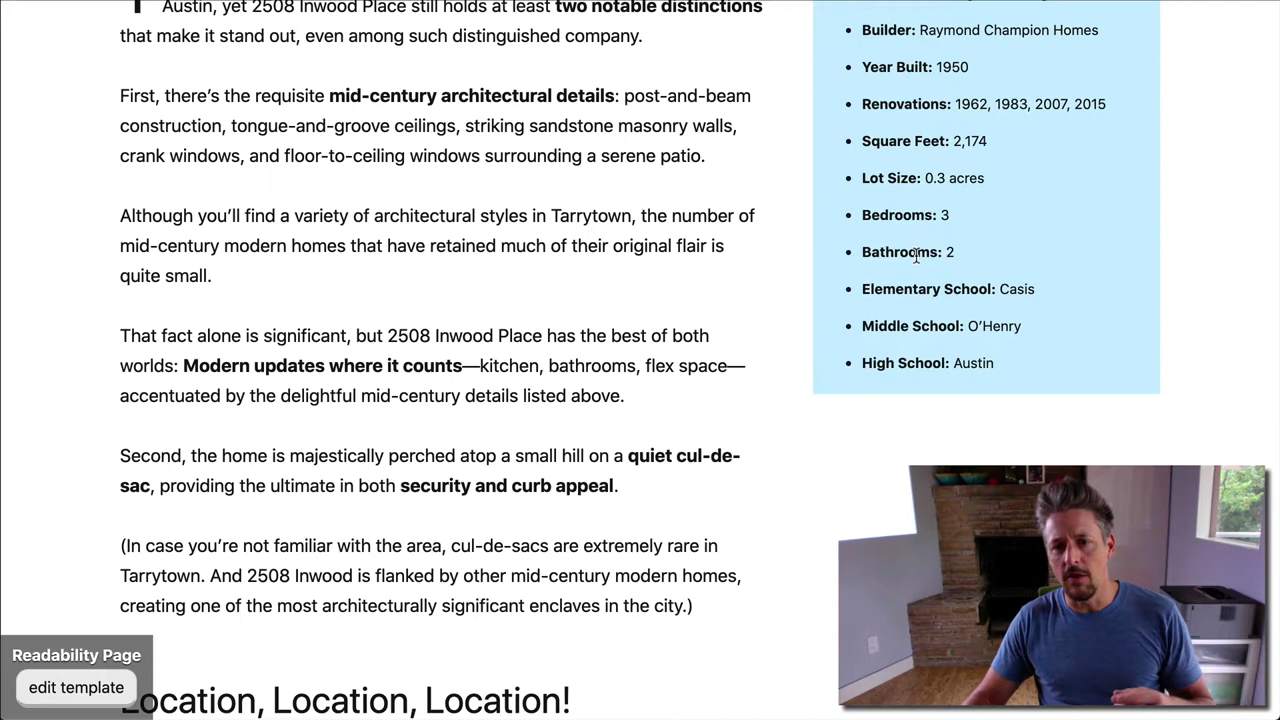 Austin, yet 2508 Inwood Place still holds at least two notable distinctions
that make it stand out, even among such distinguished company.
First, there’s the requisite mid-century architectural details: post-and-beam
construction, tongue-and-groove ceilings, striking sandstone masonry walls,
crank windows, and floor-to-ceiling windows surrounding a serene patio.
Although you’ll find a variety of architectural styles in Tarrytown, the number of
mid-century modern homes that have retained much of their original flair is
quite small.
That fact alone is significant, but 2508 Inwood Place has the best of both
worlds: Modern updates where it counts—kitchen, bathrooms, flex space—
accentuated by the delightful mid-century details listed above.
Second, the home is majestically perched atop a small hill on a quiet cul-de-
sac, providing the ultimate in both security and curb appeal.
(In case you’re not familiar with the area, cul-de-sacs are extremely rare in
Tarrytown. And 2508 Inwood is flanked by other mid-century modern homes,
creating one of the most architecturally significant enclaves in the city.)
Location, Location, Location!
Builder: Raymond Champion Homes
Year Built: 1950
Renovations: 1962, 1983, 2007, 2015
Square Feet: 2,174
Lot Size: 0.3 acres
Bedrooms: 3
Bathrooms: 2
Elementary School: Casis
Middle School: O’Henry
High School: Austin
Readability Page
edit template